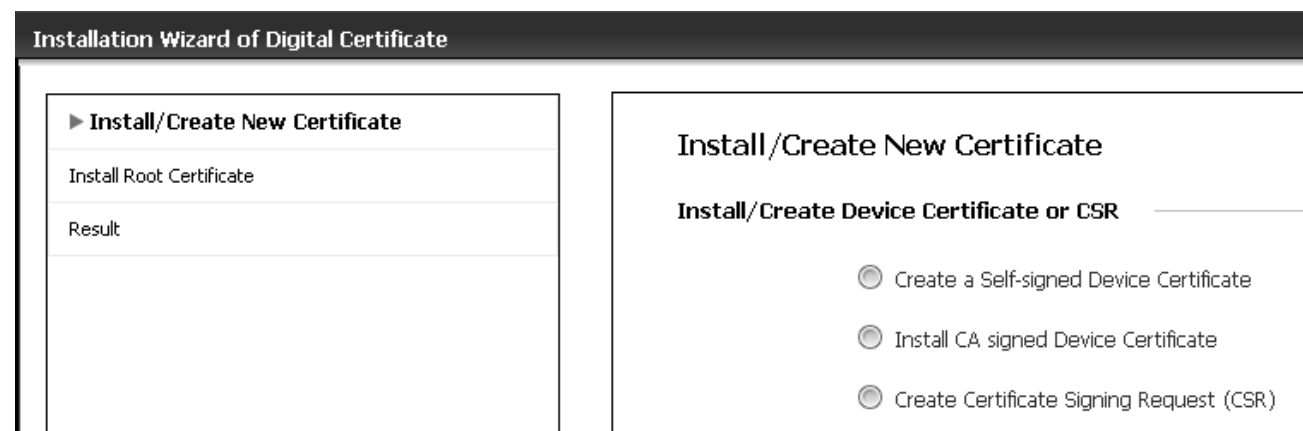 Installation Wizard of Digital Certificate
Install/Create New Certificate
Install Root Certificate
Result
Install/Create New Certificate
Install/Create Device Certificate or CSR
Create a Self-signed Device Certificate
Install CA signed Device Certificate
Create Certificate Signing Request (CSR)